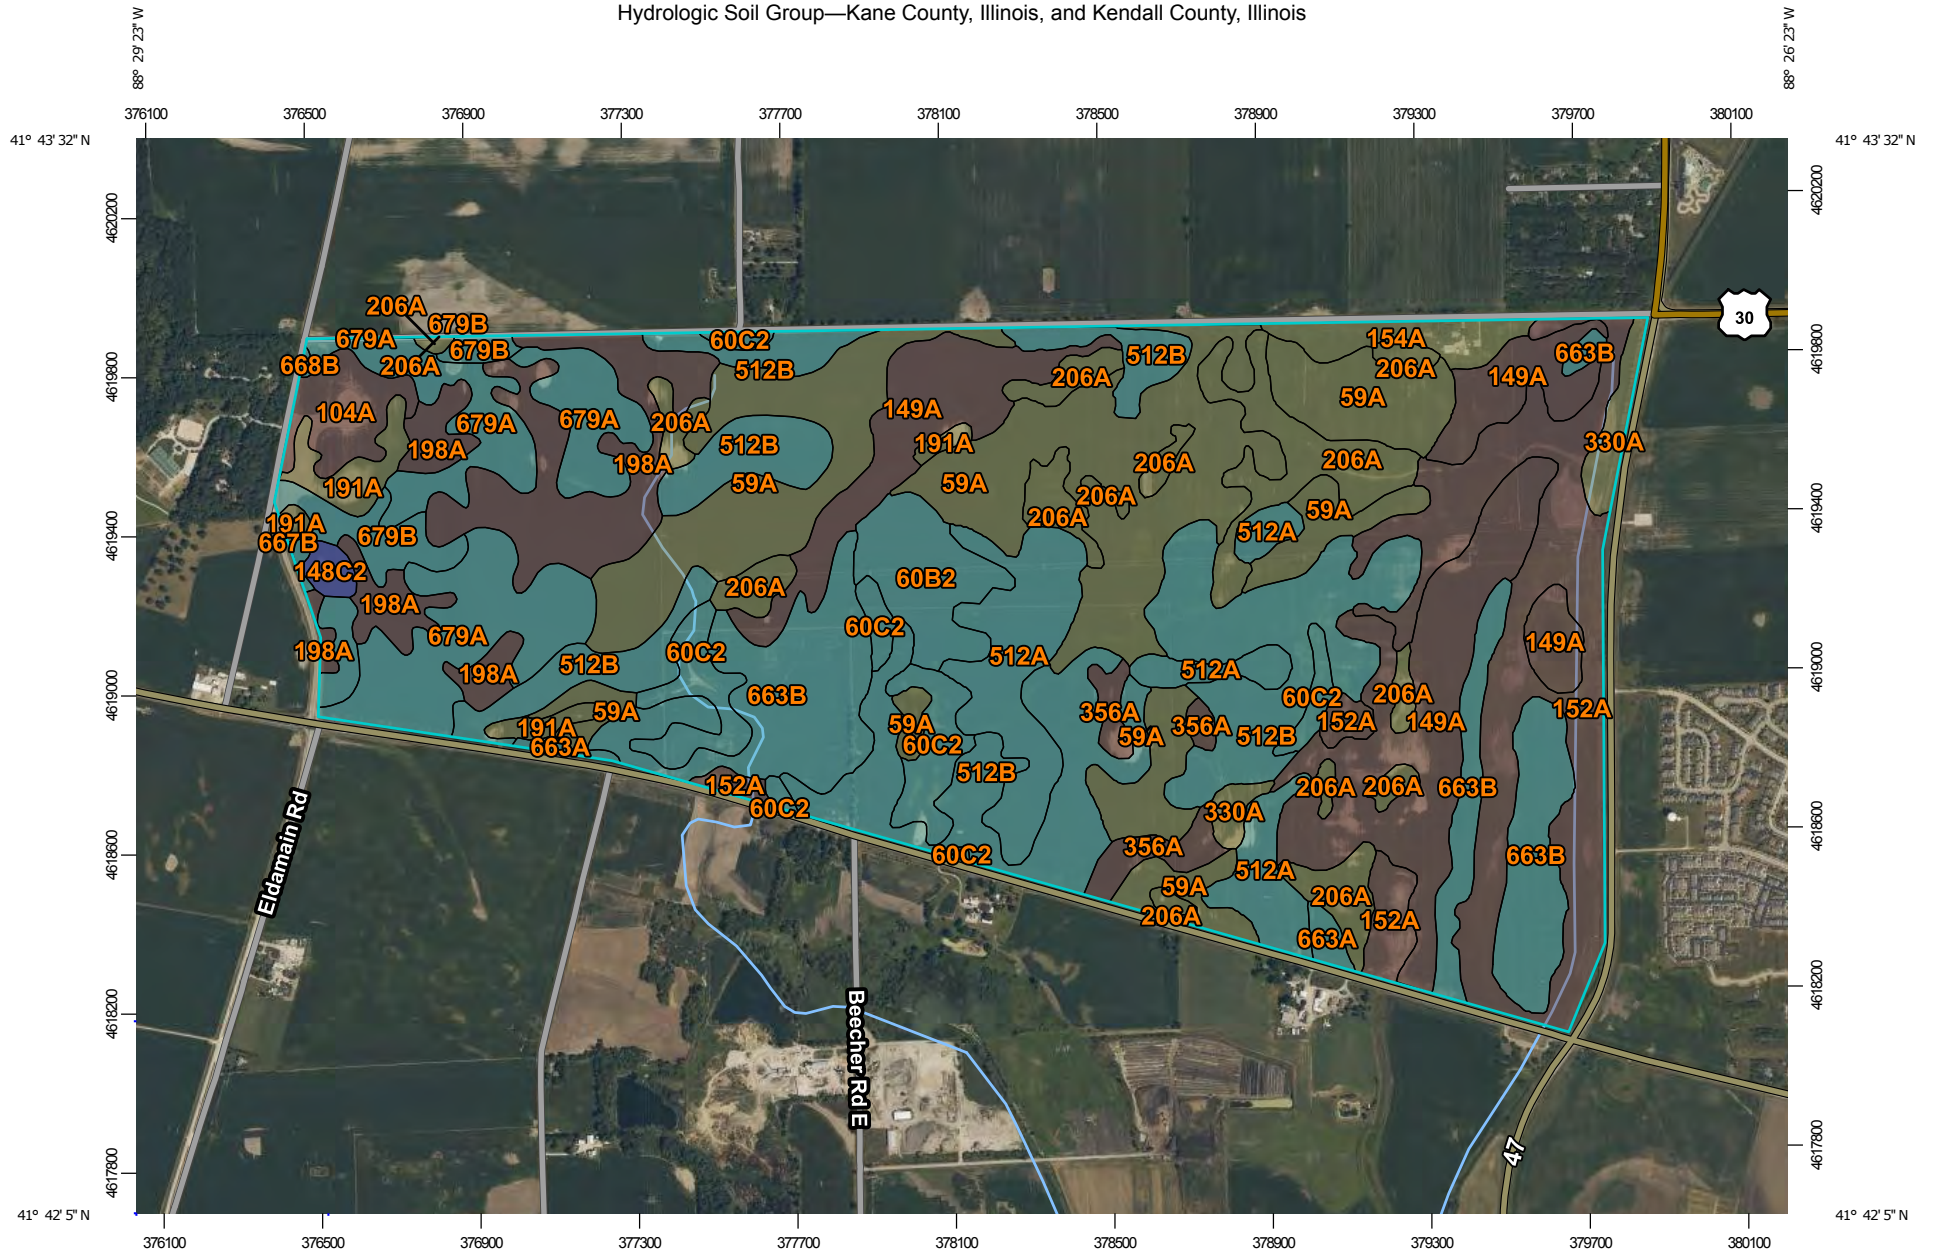 Hydrologic Soil Group—Kane County, Illinois, and Kendall County, Illinois
88° 29' 23" W
88° 26' 23" W
376100 376500 376900 377300 377700 378100 378500 378900 379300 379700 380100
41° 43' 32" N
41° 43' 32" N
4620200
4620200
206A
679B
30
679A
60C2
154A
679B
512B
663B
668B
206A
512B
206A
4619800
4619800
206A
149A
59A
104A
149A
679A
679A
206A
198A
512B
191A
330A
198A
206A
206A
191A
59A
59A
206A
59A
191A
206A
4619400
4619400
667B
679B
512A
148C2
60B2
206A
198A
60C2
679A
149A
198A
60C2
512A
512B
512A
198A
4619000
4619000
663B
60C2
206A
59A
356A
152A
191A
59A
356A
152A
149A
663A
60C2
59A
512B
512B
152A
206A
206A
663B
60C2
330A
4618600
4618600
356A
60C2
663B
512A
59A
206A
206A
152A
663A
Eldamain Rd
4618200
4618200
Beecher Rd E
47
4617800
4617800
41° 42' 5" N
41° 42' 5" N
376100 376500 376900 377300 377700 378100 378500 378900 379300 379700 380100